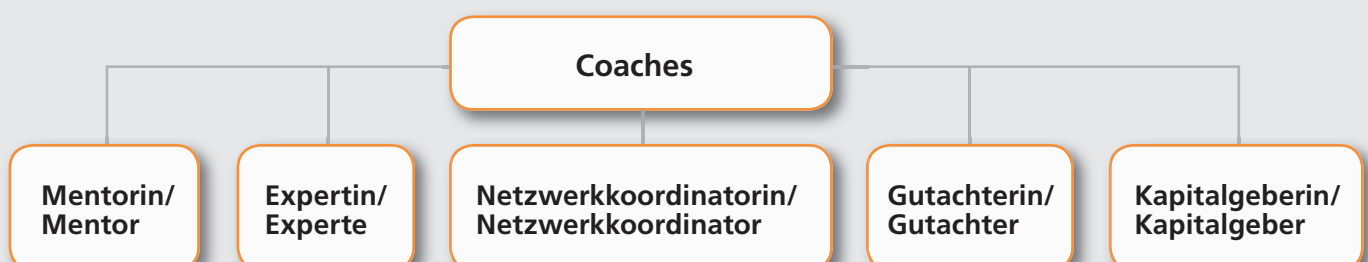 Coaches
Mentorin/
Mentor
Expertin/
Experte
Netzwerkkoordinatorin/
Netzwerkkoordinator
Gutachterin/
Gutachter
Kapitalgeberin/
Kapitalgeber